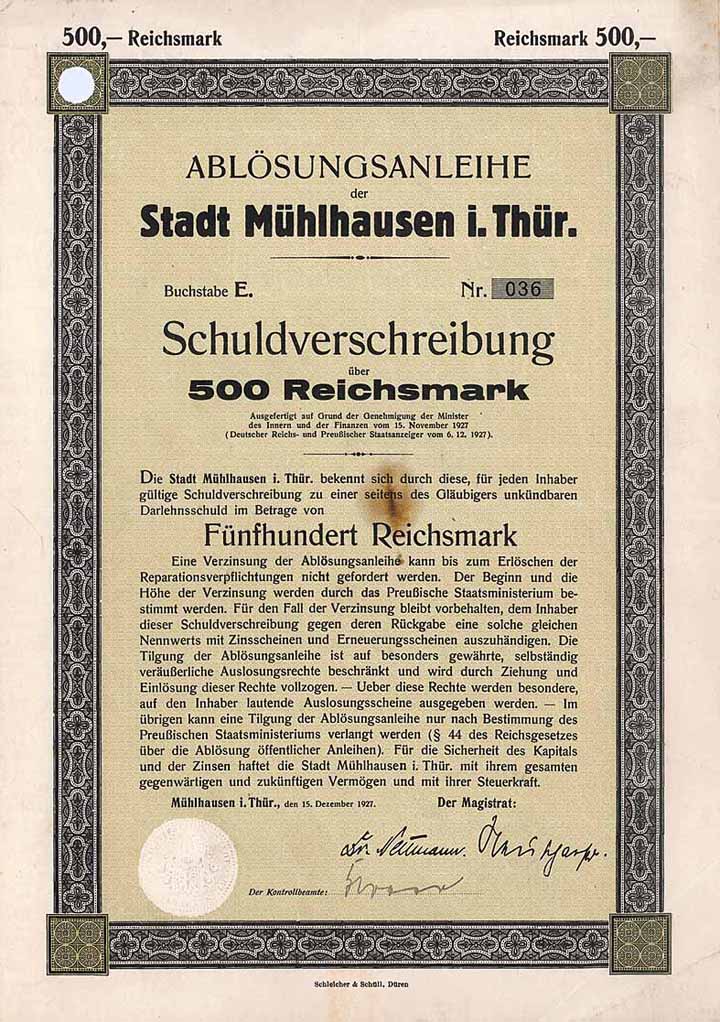 500,— Reichsmark Reichsmark 500,—
ABLÖSUNGSANLEIHE
der
Stadt Mühlhausen i. Thür.
Buchstabe E. Nr. 036
Schuldverschreibung
über
500 Reichsmark
Ausgefertigt auf Grund der Genehmigung der Minister
des Innern und der Finanzen vom 15. November 1927
(Deutscher Reichs- und Preußischer Staatsanzeiger vom 6. 12. 1927).
Die Stadt Mühlhausen i. Thür. bekennt sich durch diese, für jeden Inhaber
gültige Schuldverschreibung zu einer seitens des Gläubigers unkündbaren
Darlehnsschuld im Betrage von
Fünfhundert Reichsmark
Eine Verzinsung der Ablösungsanleihe kann bis zum Erlöschen der
Reparationsverpflichtungen nicht gefordert werden. Der Beginn und die
Höhe der Verzinsung werden durch das Preußische Staatsministerium be-
stimmt werden. Für den Fall der Verzinsung bleibt vorbehalten, dem Inhaber
dieser Schuldverschreibung gegen deren Rückgabe eine solche gleichen
Nennwerts mit Zinsscheinen und Erneuerungsscheinen auszuhändigen. Die
Tilgung der Ablösungsanleihe ist auf besonders gewährte, selbständig
veräußerliche Auslosungsrechte beschränkt und wird durch Ziehung und
Einlösung dieser Rechte vollzogen. — Ueber diese Rechte werden besondere,
auf den Inhaber lautende Auslosungsscheine ausgegeben werden. — Im
übrigen kann eine Tilgung der Ablösungsanleihe nur nach Bestimmung des
Preußischen Staatsministeriums verlangt werden (§ 44 des Reichsgesetzes
über die Ablösung öffentlicher Anleihen). Für die Sicherheit des Kapitals
und der Zinsen haftet die Stadt Mühlhausen i. Thür. mit ihrem gesamten
gegenwärtigen und zukünftigen Vermögen und mit ihrer Steuerkraft.
Mühlhausen i. Thür., den 15. Dezember 1927. Der Magistrat:
Dr. Neumann.
Der Kontrollbeamte:
Schleicher & Schüll, Düren